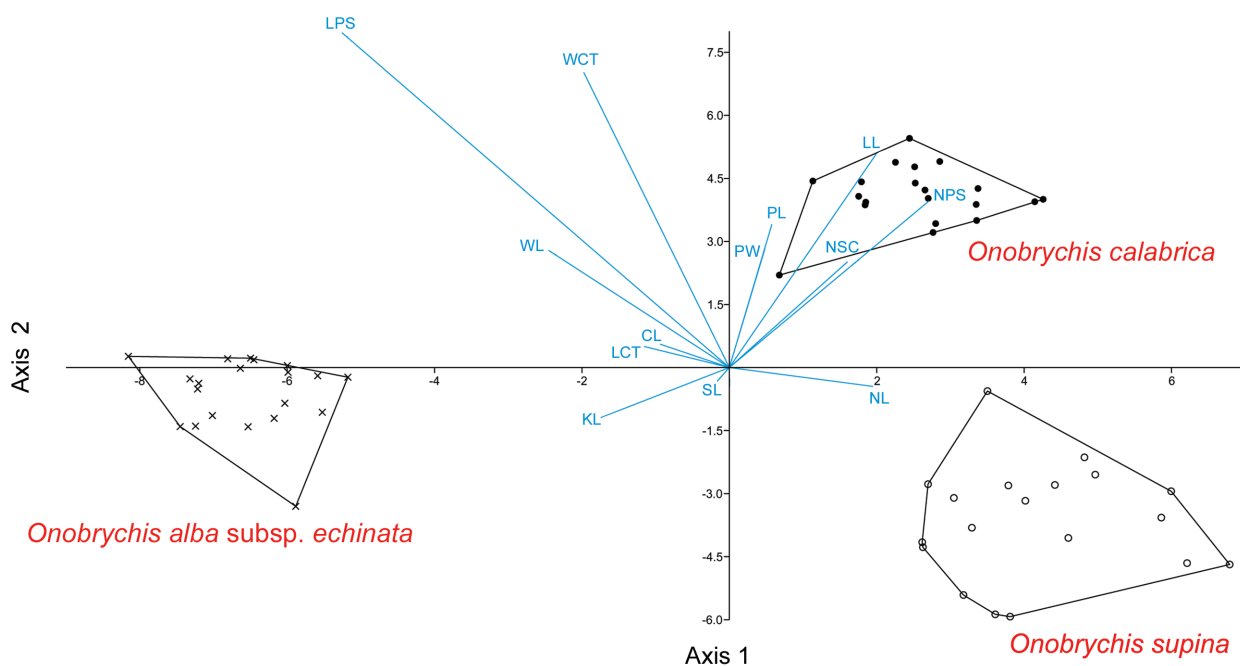 LPS
WCT
7.5
6.0
LL
4.5
NPS
PL
3.0
WL
PW
NSC
Onobrychis calabrica
1.5
CL
LCT
Axis 2
-8
-6
-4
-2
2
4
6
SL
NL
KL
-1.5
-3.0
Onobrychis alba subsp. echinata
-4.5
-6.0
Onobrychis supina
Axis 1